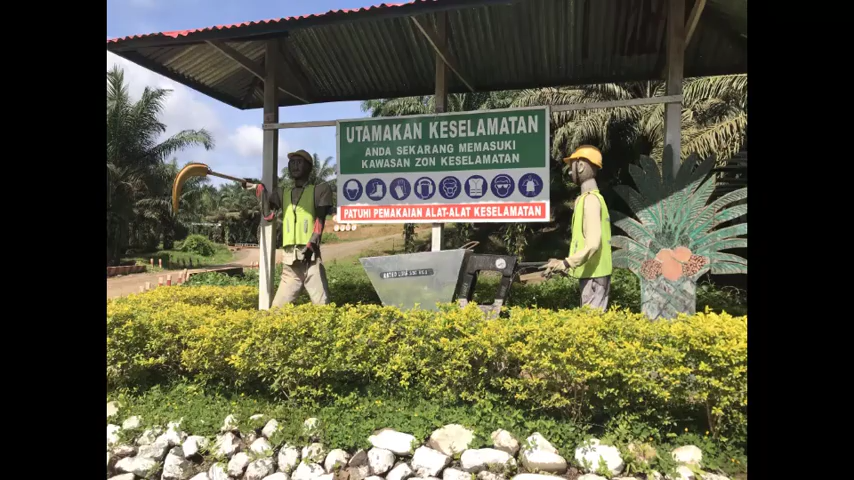 UTAMAKAN KESELAMATAN
ANDA SEKARANG MEMASUKI
KAWASAN ZON KESELAMATAN
PATUHI PEMAKAIAN ALAT-ALAT KESELAMATAN